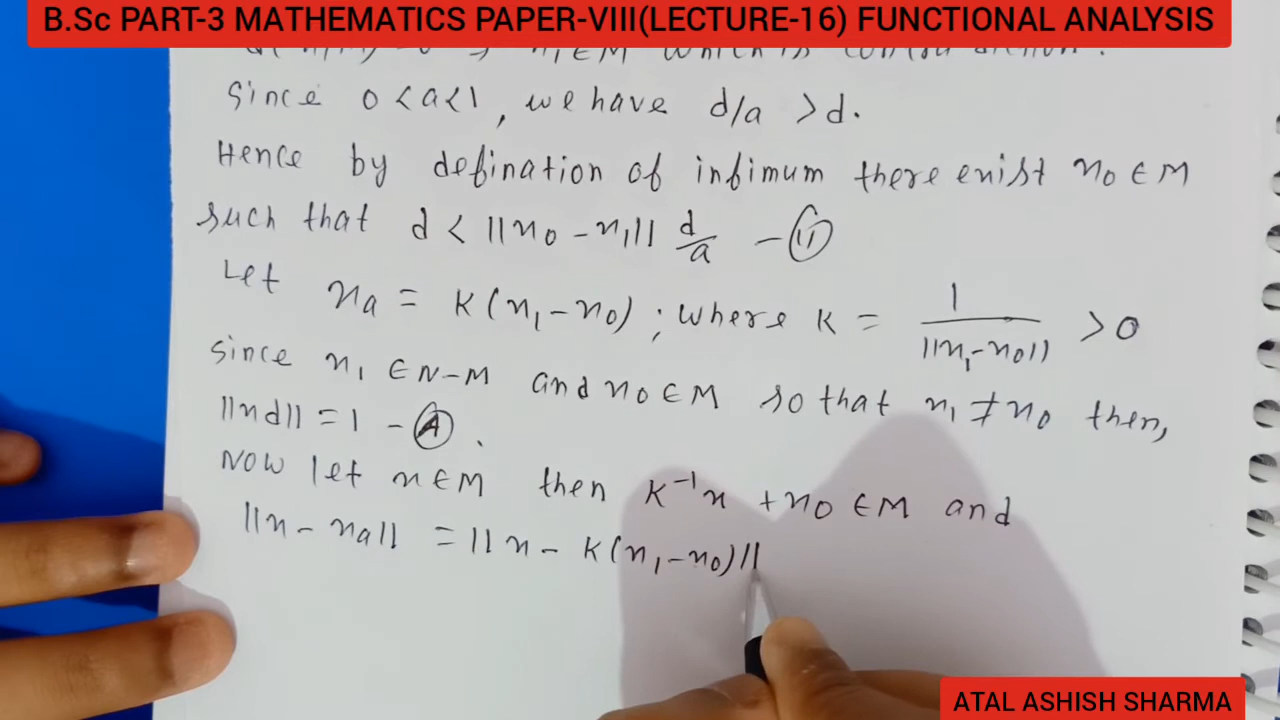 B.Sc PART-3 MATHEMATICS PAPER-VIII(LECTURE-16) FUNCTIONAL ANALYSIS
Since 0 < a < 1, we have d/a > d.
Hence by defination of infimum there exist x0 ∈ M
such that d < ||x0 - x1|| d/a - (11)
Let xa = K(x1 - x0) ; where K = 1/||x1 - x0|| > 0
since x1 ∈ N-M and x0 ∈ M so that x1 ≠ x0 then,
||xd|| = 1 - (A).
NOW let x ∈ M then K⁻¹x + x0 ∈ M and
||x - xa|| = ||x - K(x1 - x0)||
ATAL ASHISH SHARMA